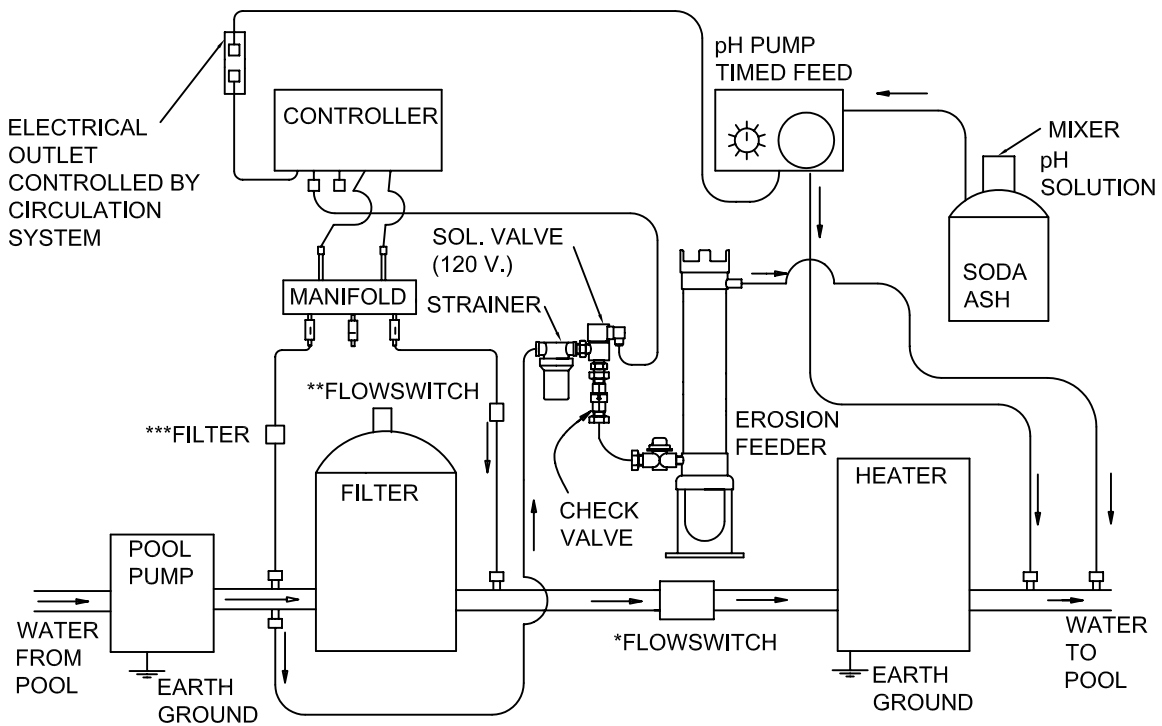 pH PUMP
TIMED FEED
CONTROLLER
ELECTRICAL
OUTLET
CONTROLLED BY
CIRCULATION
SYSTEM
MIXER
pH
SOLUTION
SODA
ASH
SOL. VALVE
(120 V.)
STRAINER
MANIFOLD
**FLOWSWITCH
***FILTER
FILTER
EROSION
FEEDER
HEATER
CHECK
VALVE
POOL
PUMP
WATER
FROM
POOL
EARTH
GROUND
*FLOWSWITCH
EARTH
GROUND
WATER
TO
POOL